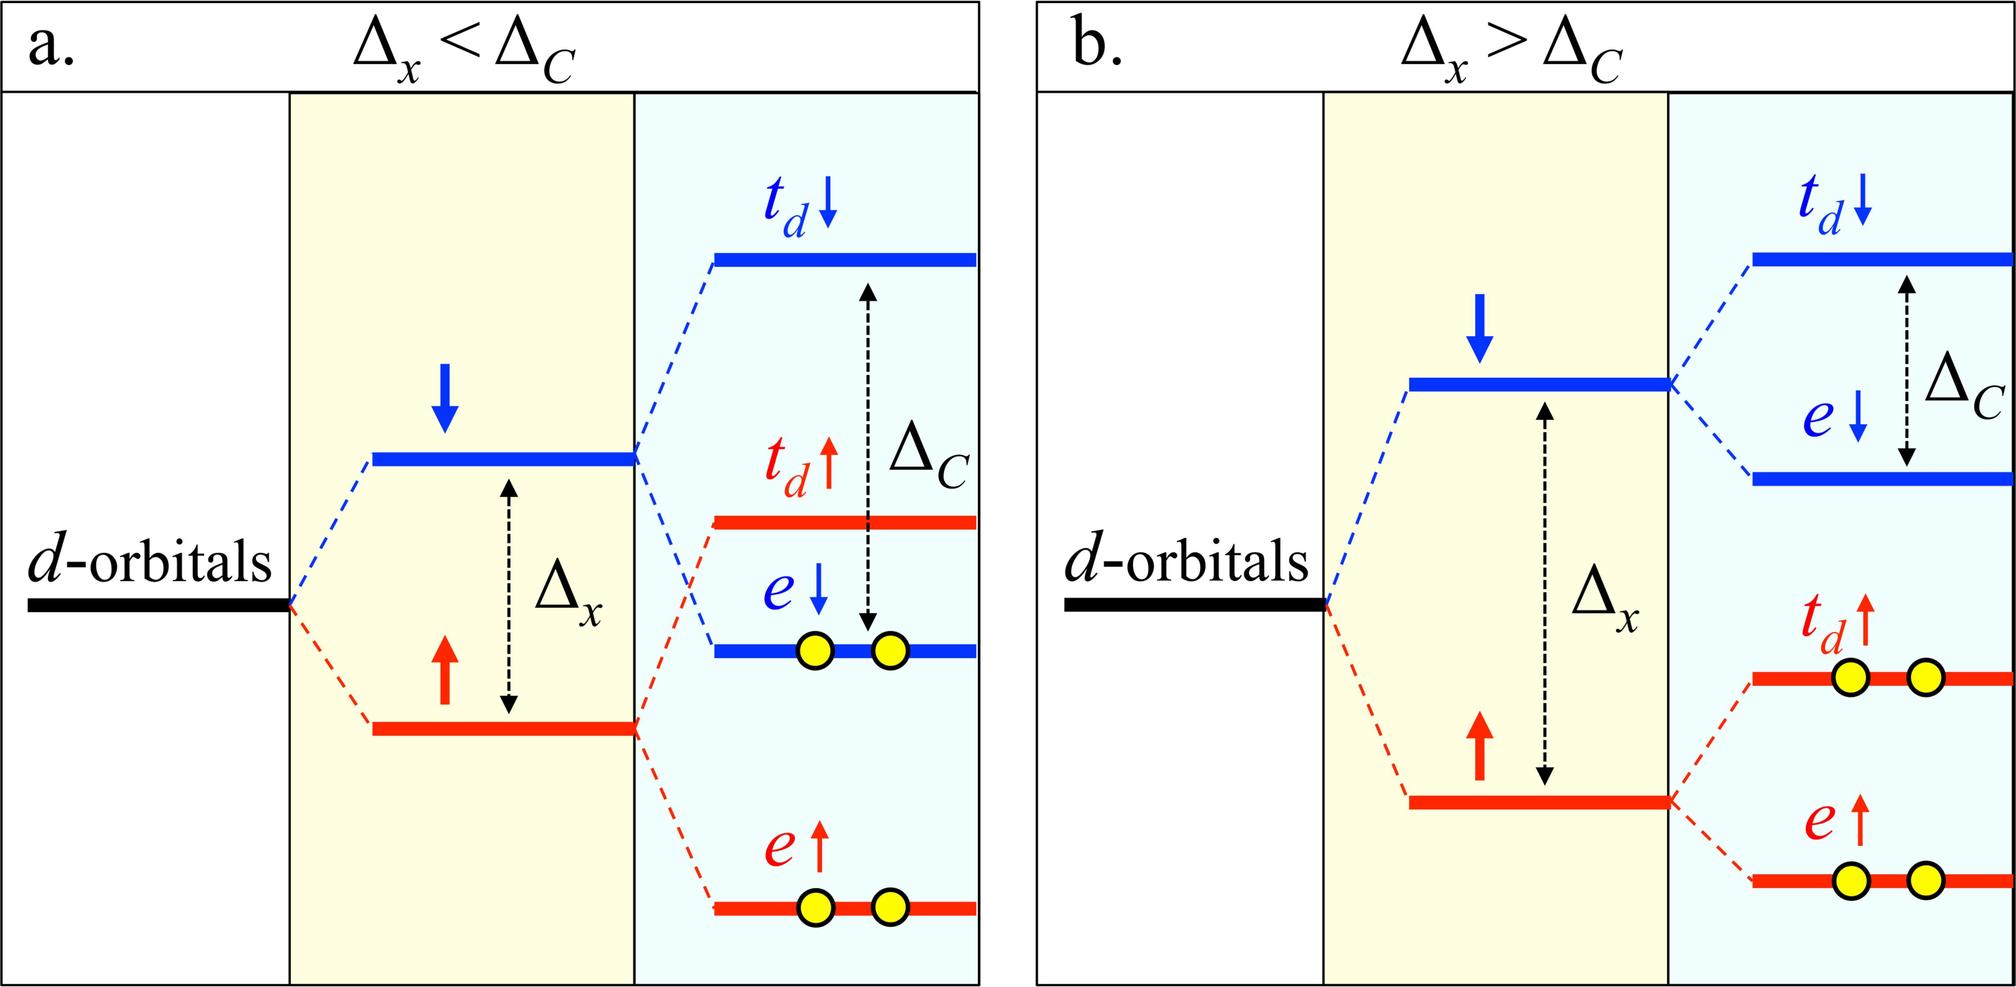 a.
Δx < ΔC
d-orbitals
Δx
td
td
e
e
ΔC
b.
Δx > ΔC
d-orbitals
Δx
td
e
td
e
ΔC